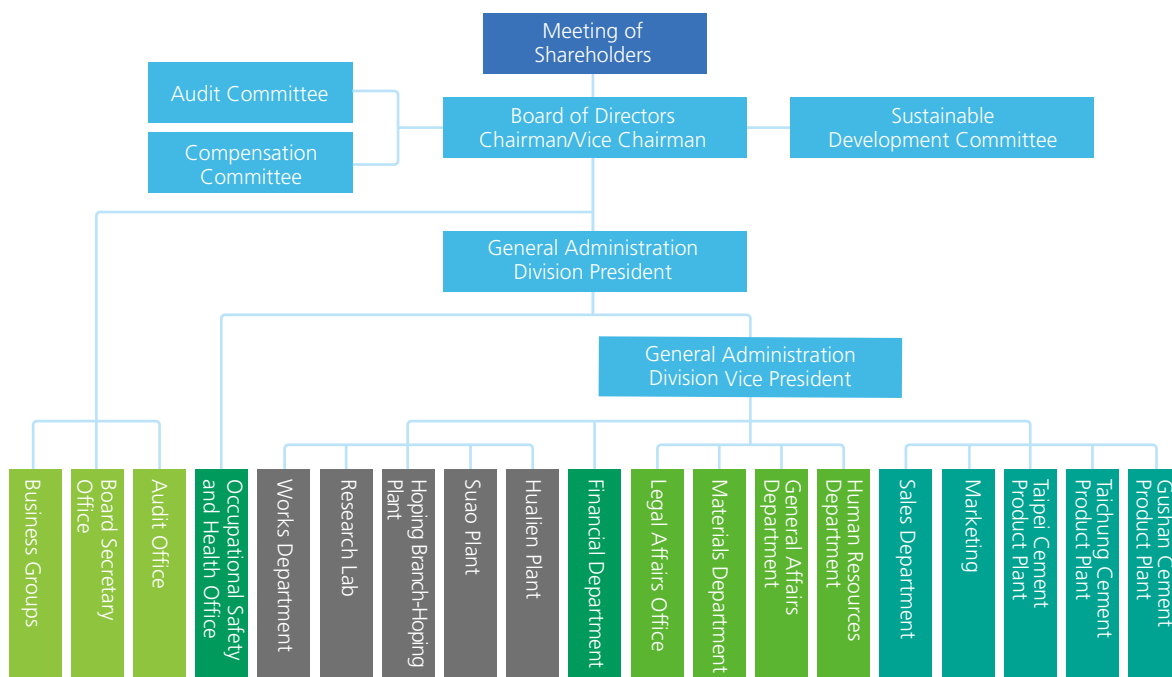 Meeting of
Shareholders
Audit Committee
Board of Directors
Chairman/Vice Chairman
Sustainable
Development Committee
Compensation
Committee
General Administration
Division President
General Administration
Division Vice President
Business Groups
Board Secretary
Office
Audit Office
Occupational Safety
and Health Office
Works Department
Research Lab
Hoping Branch-Hoping
Plant
Suao Plant
Hualien Plant
Financial Department
Legal Affairs Office
Materials Department
General Affairs
Department
Human Resources
Department
Sales Department
Marketing
Taipei Cement
Product Plant
Taichung Cement
Product Plant
Gushan Cement
Product Plant